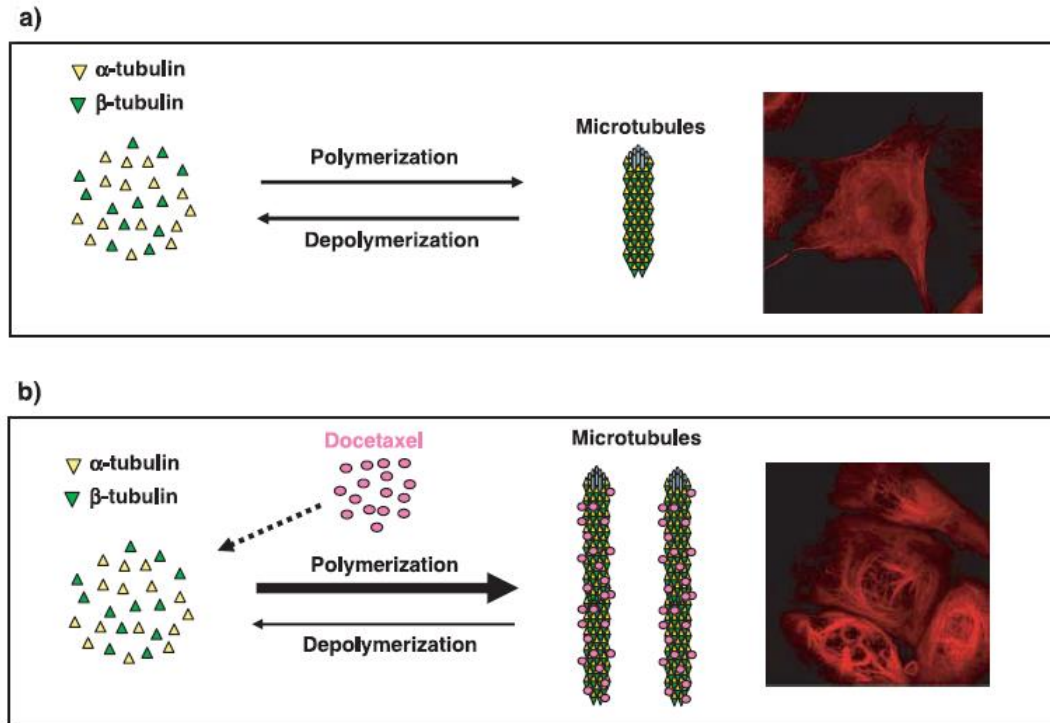 a)
α-tubulin
β-tubulin
Polymerization
Depolymerization
Microtubules
b)
Docetaxel
α-tubulin
β-tubulin
Polymerization
Depolymerization
Microtubules